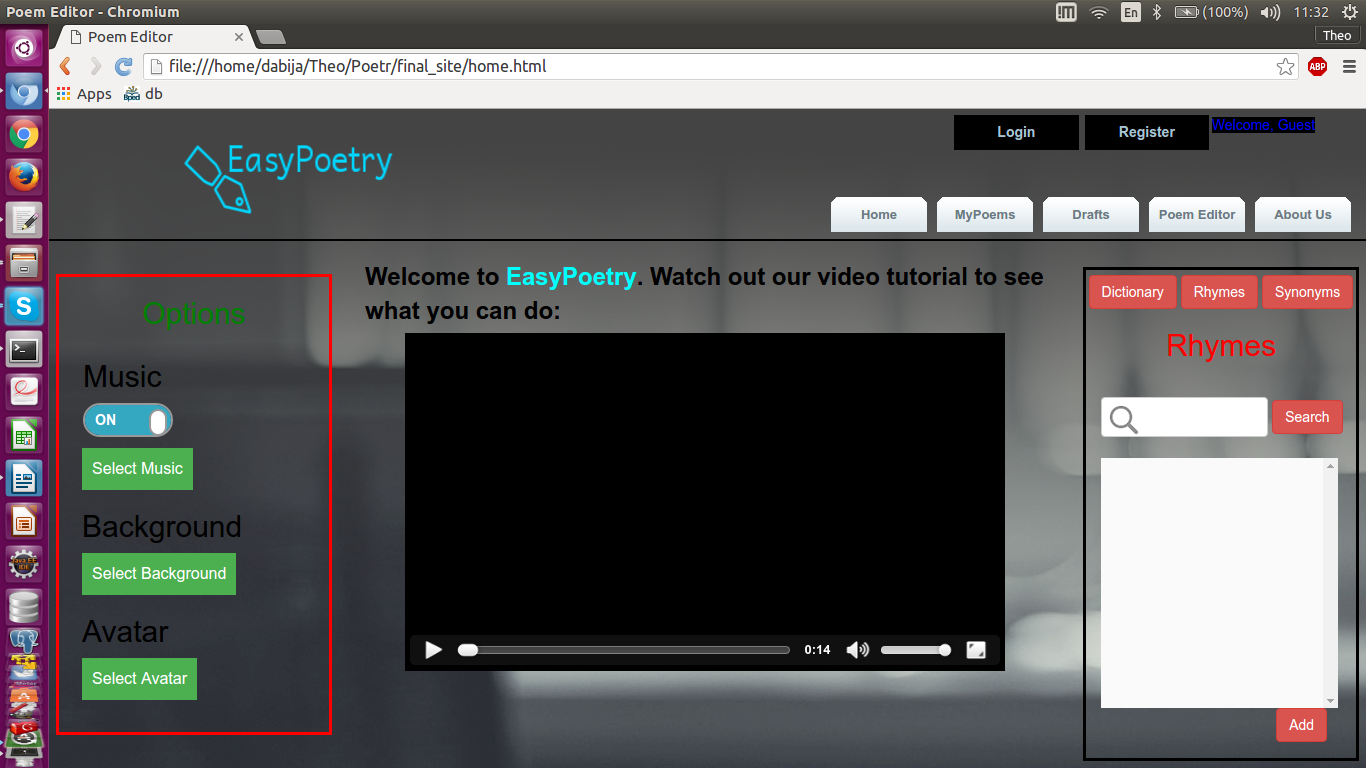 Poem Editor - Chromium
En
(100%)
11:32
Poem Editor
Theo
file:///home/dabija/Theo/Poetr/final_site/home.html
ABP
Apps
db
Login
Register
Welcome, Guest
EasyPoetry
Home
MyPoems
Drafts
Poem Editor
About Us
Options
Music
ON
Select Music
Background
Select Background
Avatar
Select Avatar
Welcome to EasyPoetry. Watch out our video tutorial to see
what you can do:
0:14
Dictionary
Rhymes
Synonyms
Rhymes
Search
Add